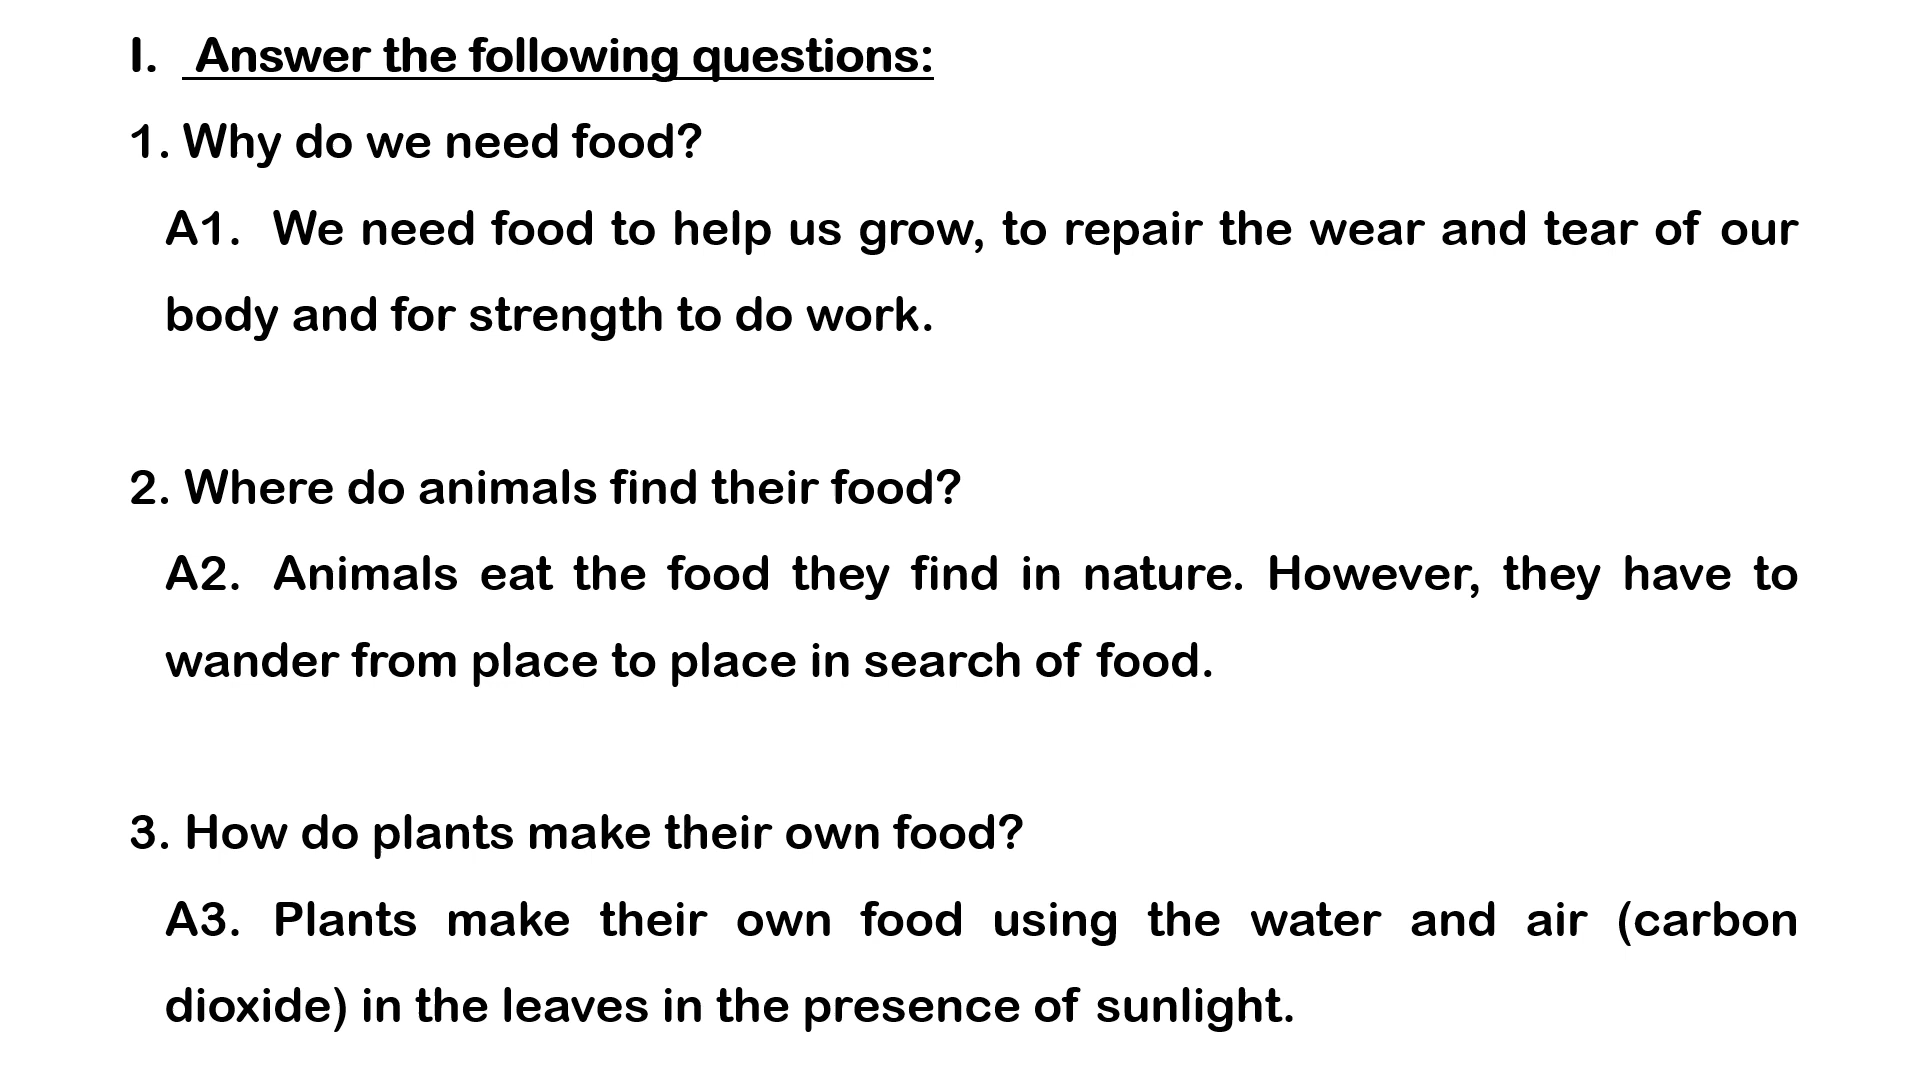 I. Answer the following questions:
1. Why do we need food?
A1. We need food to help us grow, to repair the wear and tear of our
body and for strength to do work.
2. Where do animals find their food?
A2. Animals eat the food they find in nature. However, they have to
wander from place to place in search of food.
3. How do plants make their own food?
A3. Plants make their own food using the water and air (carbon
dioxide) in the leaves in the presence of sunlight.